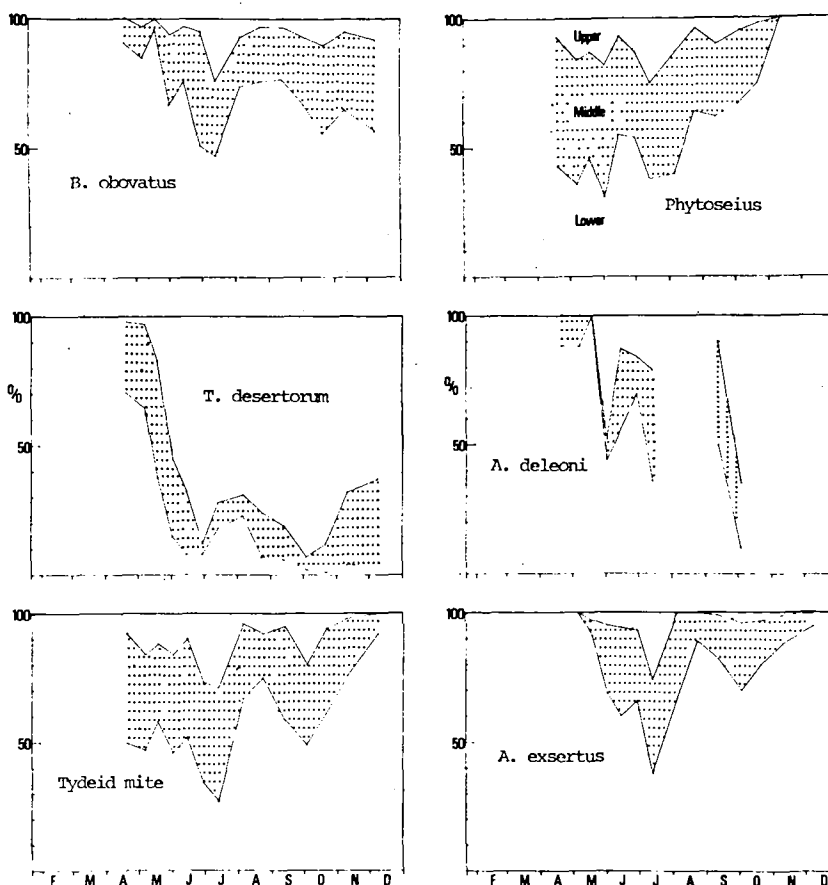 100
50
B. obovatus
100
50
Upper
Middle
Lower
Phytoseius
100
%
50
T. desertorum
100
%
50
A. deleoni
100
50
Tydeid mite
F M A M J J A S O N D
100
50
A. exsertus
F M A M J J A S O N D